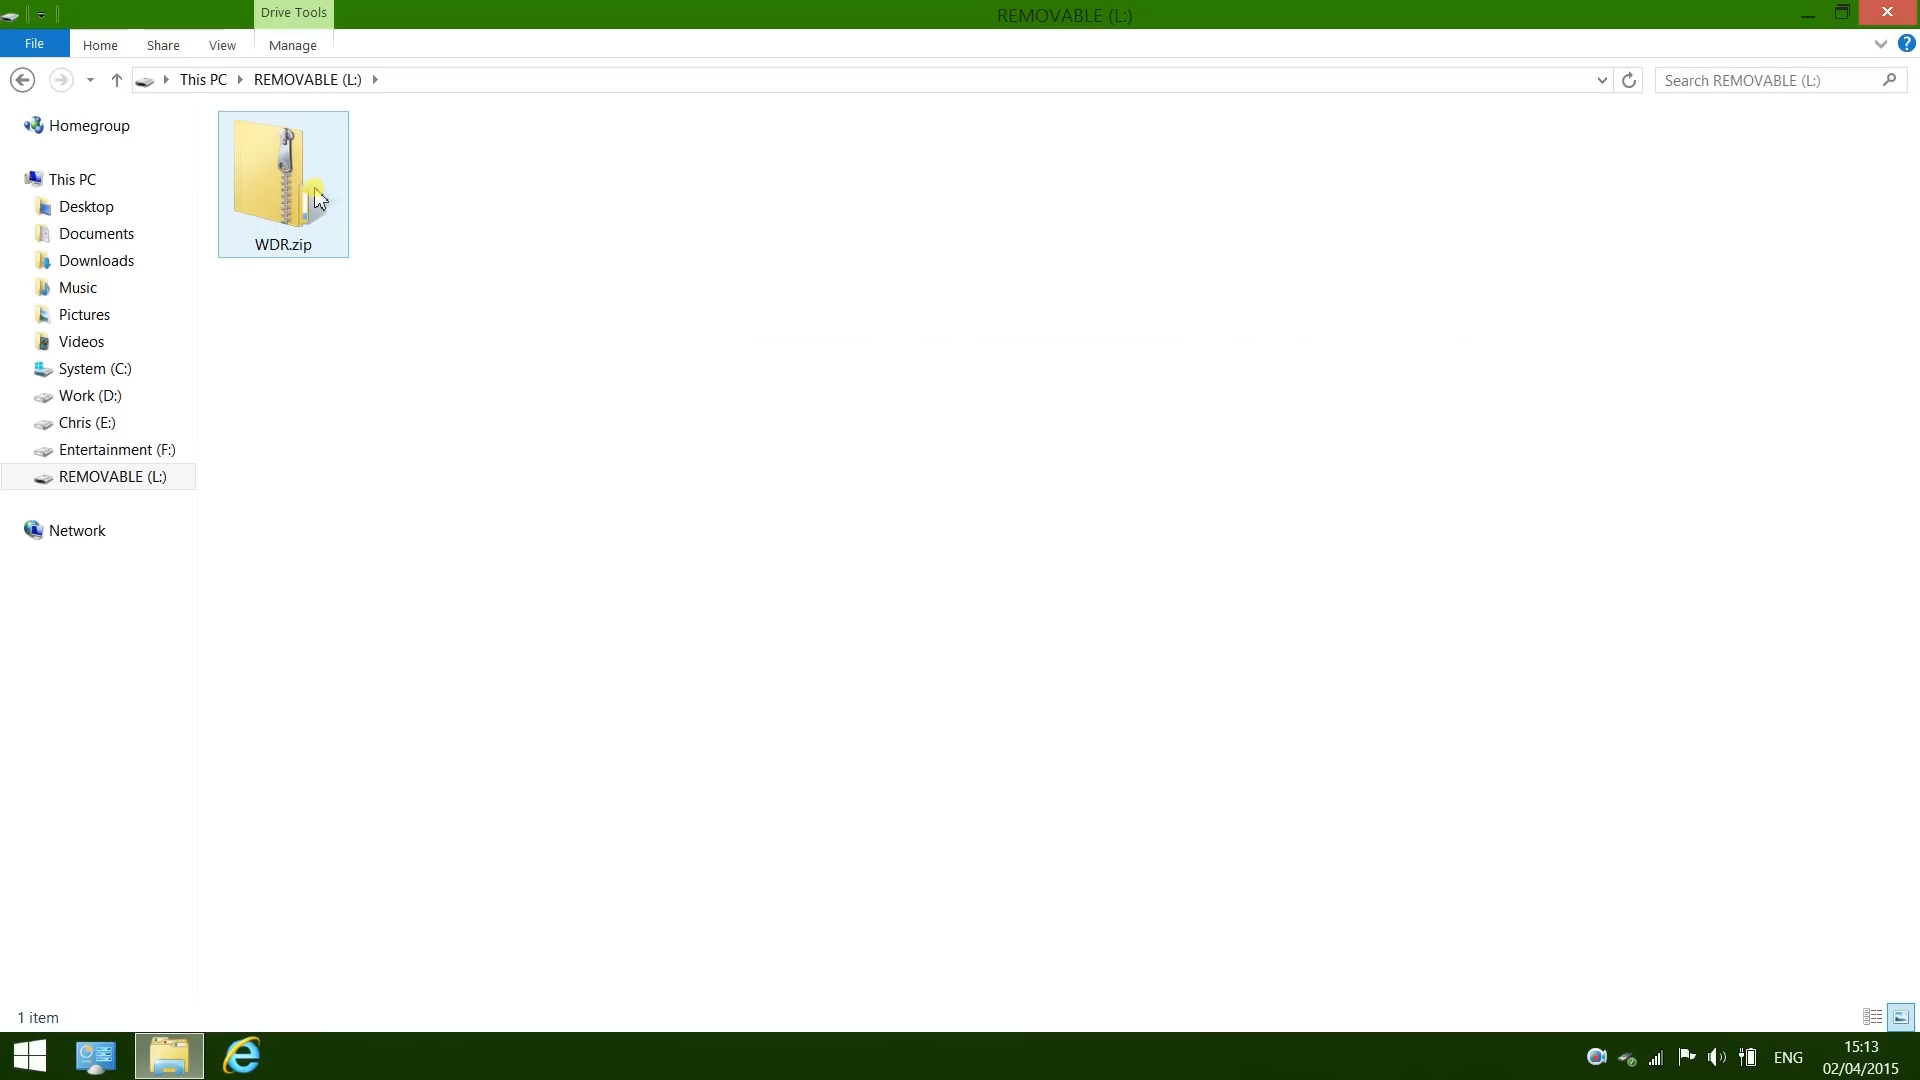 Drive Tools
REMOVABLE (L:)
File
Home
Share
View
Manage
This PC
REMOVABLE (L:)
Search REMOVABLE (L:)
Homegroup
This PC
Desktop
Documents
Downloads
Music
Pictures
Videos
System (C:)
Work (D:)
Chris (E:)
Entertainment (F:)
REMOVABLE (L:)
Network
WDR.zip
1 item
ENG
15:13
02/04/2015